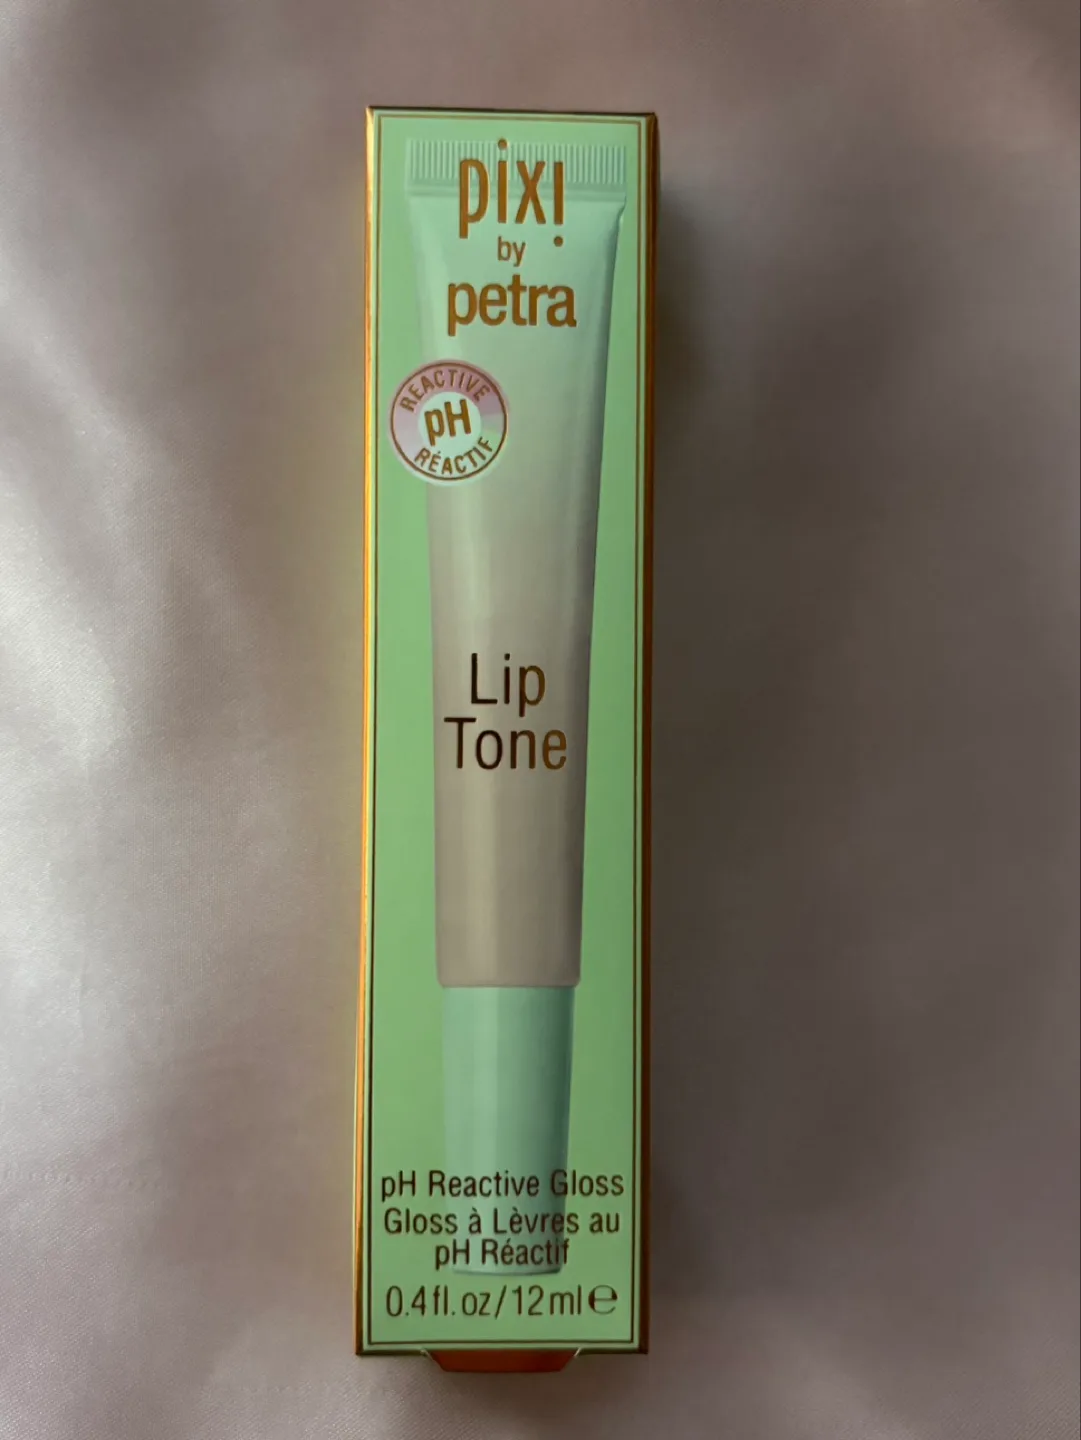 pixi
by
petra
REACTIVE
pH
RÉACTIF
Lip
Tone
pH Reactive Gloss
Gloss à Lèvres au
pH Réactif
0.4 fl. oz/12 ml ℮